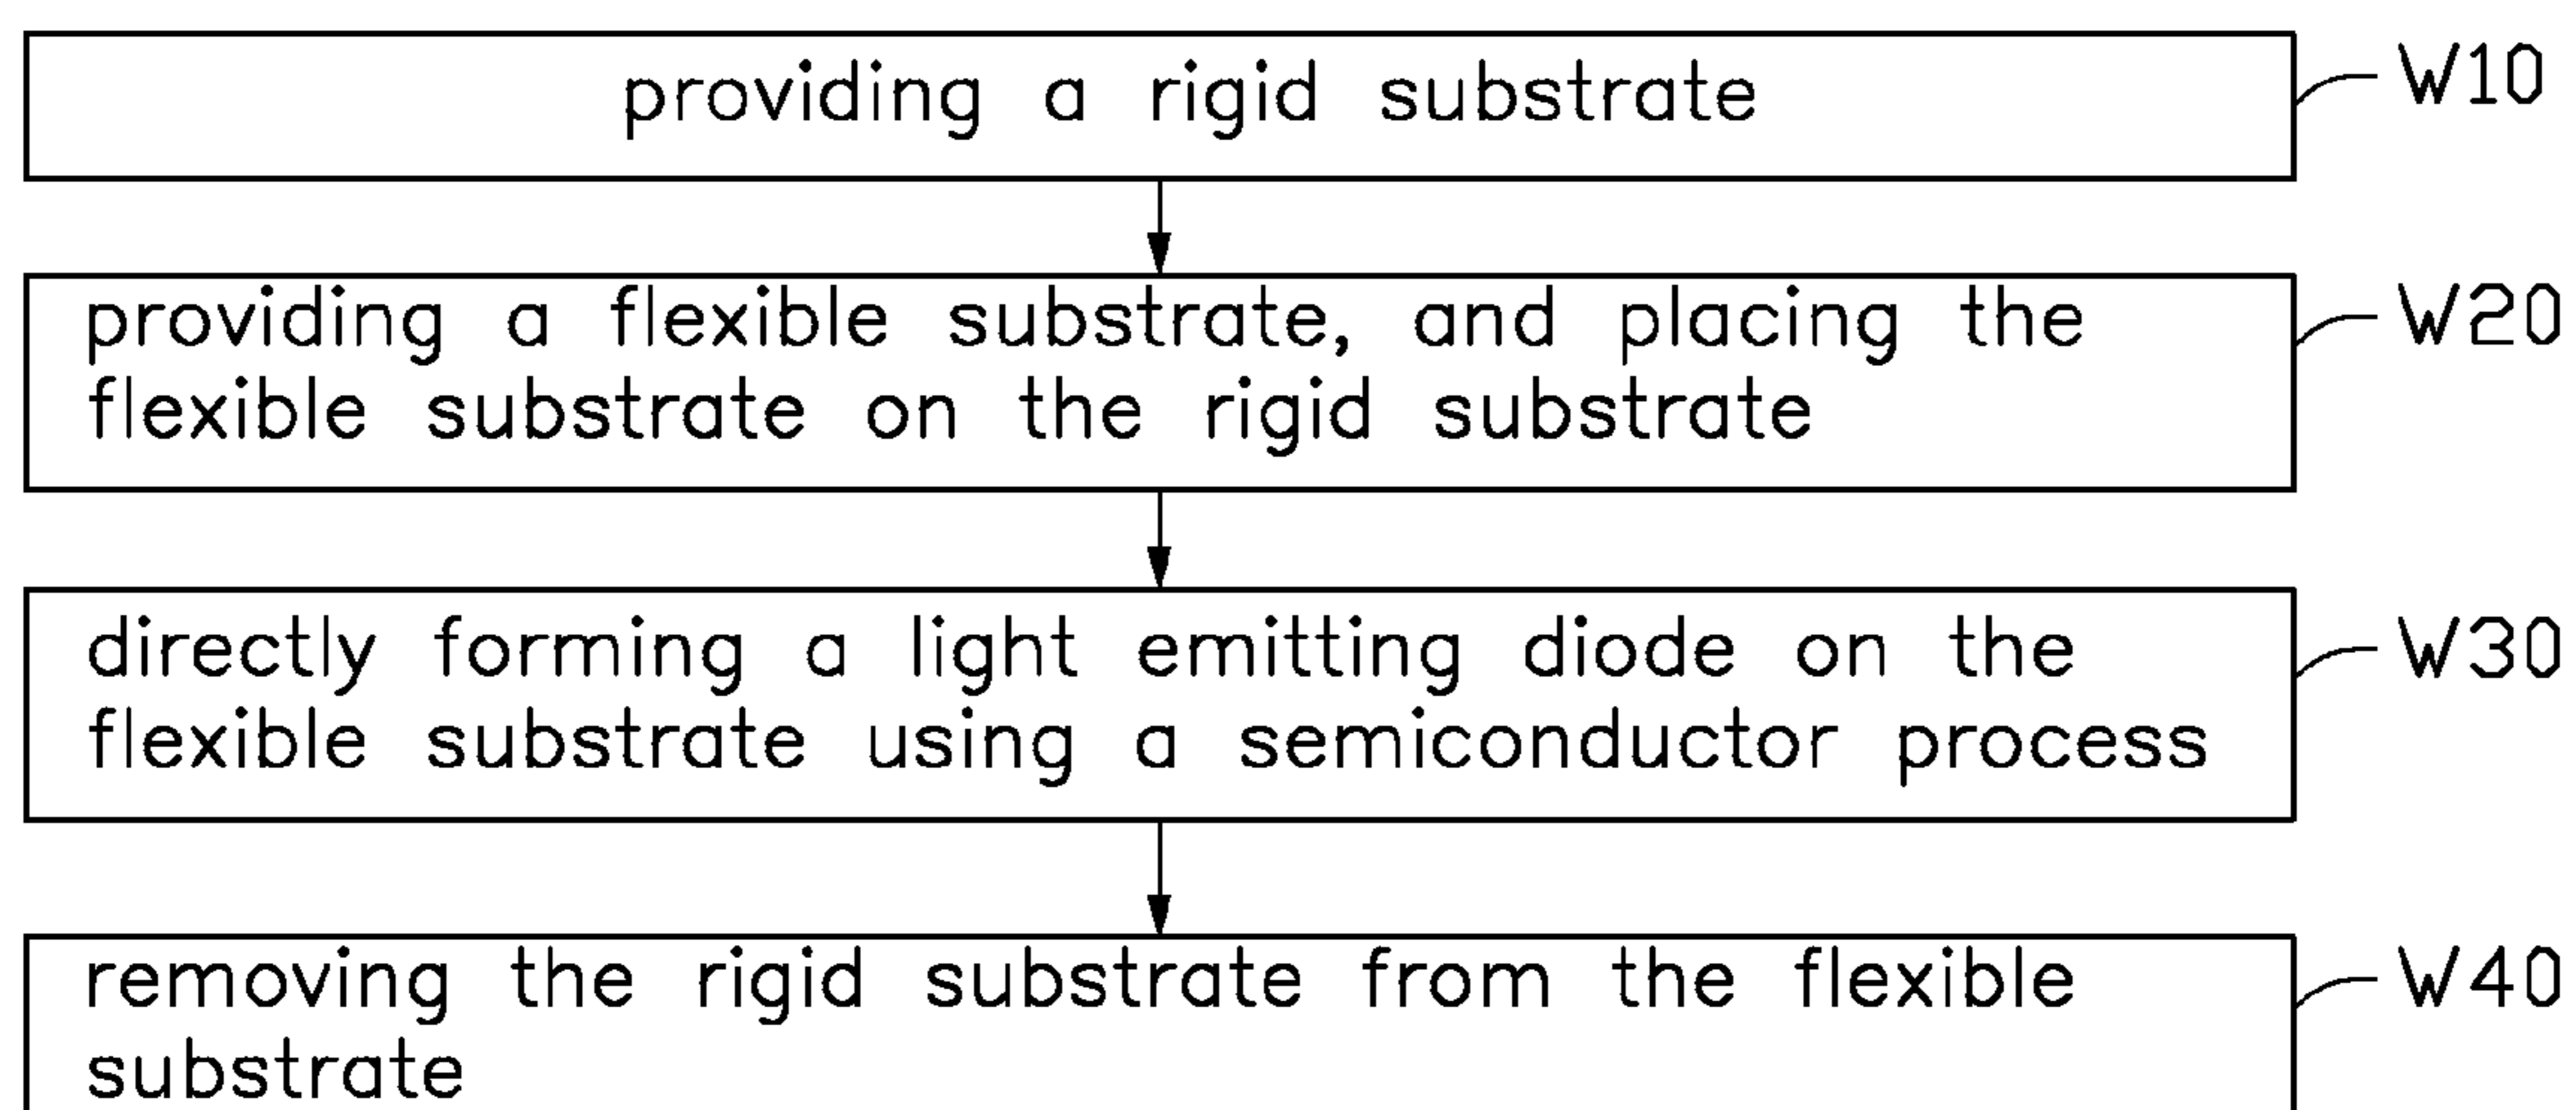 providing a rigid substrate
W10
providing a flexible substrate, and placing the
flexible substrate on the rigid substrate
W20
directly forming a light emitting diode on the
flexible substrate using a semiconductor process
W30
removing the rigid substrate from the flexible
substrate
W40